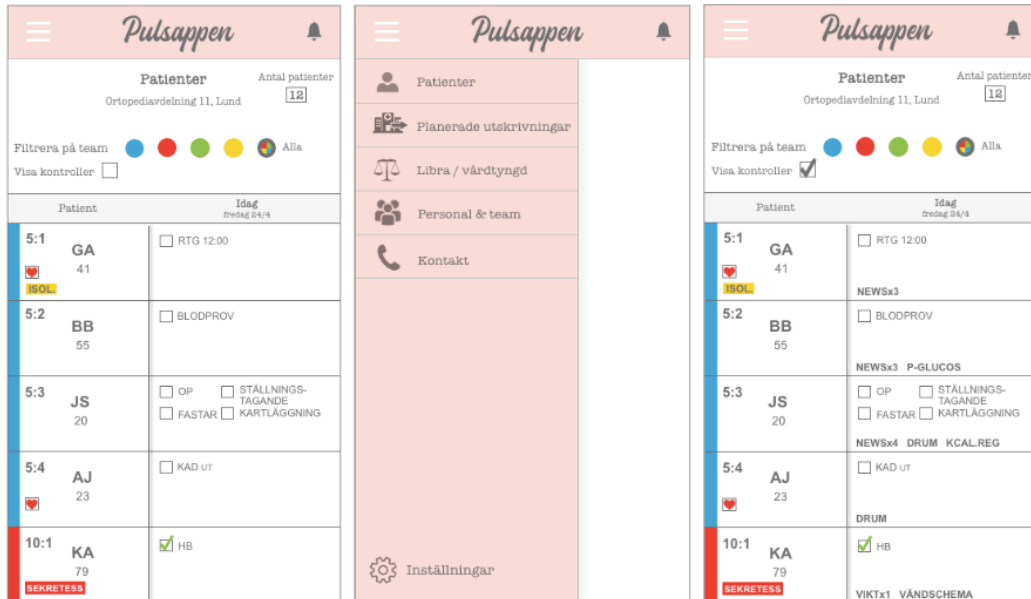 Pulsappen
Patienter
Antal patienter
Ortopediavdelning 11, Lund
12
Filtrera på team
Alla
Visa kontroller
Patient
Idag
fredag 24/4
5:1
GA
41
ISOL.
RTG 12:00
5:2
BB
55
BLODPROV
5:3
JS
20
OP
STÄLLNINGS-
TAGANDE
FASTAR
KARTLÄGGNING
5:4
AJ
23
KAD UT
10:1
KA
79
SEKRETESS
HB
Pulsappen
Patienter
Planerade utskrivningar
Libra / vårdtyngd
Personal & team
Kontakt
Inställningar
Pulsappen
Patienter
Antal patienter
Ortopediavdelning 11, Lund
12
Filtrera på team
Alla
Visa kontroller
Patient
Idag
fredag 24/4
5:1
GA
41
ISOL.
RTG 12:00
NEWSx3
5:2
BB
55
BLODPROV
NEWSx3 P-GLUCOS
5:3
JS
20
OP
STÄLLNINGS-
TAGANDE
FASTAR
KARTLÄGGNING
NEWSx4 DRUM KCAL.REG
5:4
AJ
23
KAD UT
DRUM
10:1
KA
79
SEKRETESS
HB
VIKTx1 VÄNDSCHEMA